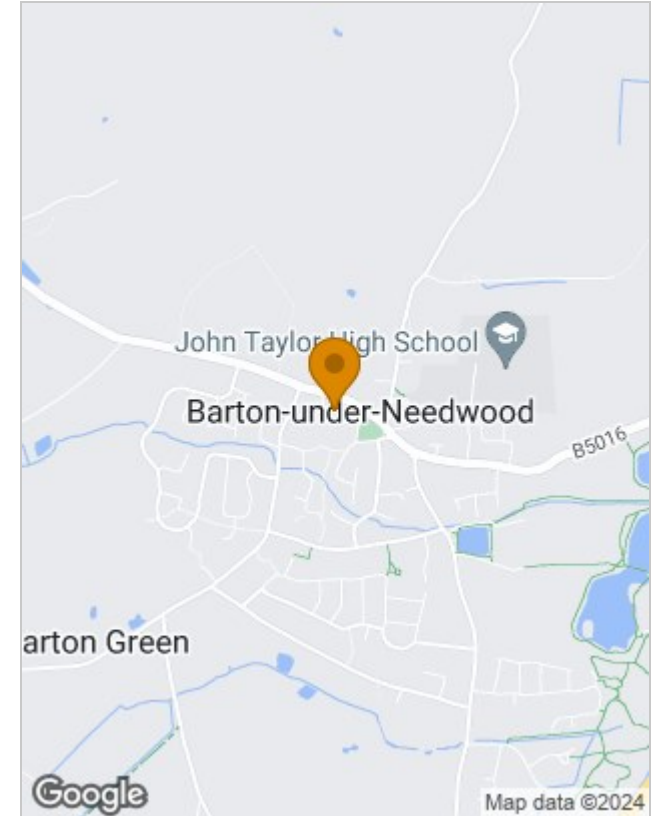 John Taylor High School
Barton-under-Needwood
B5016
arton Green
Google
Map data ©2024